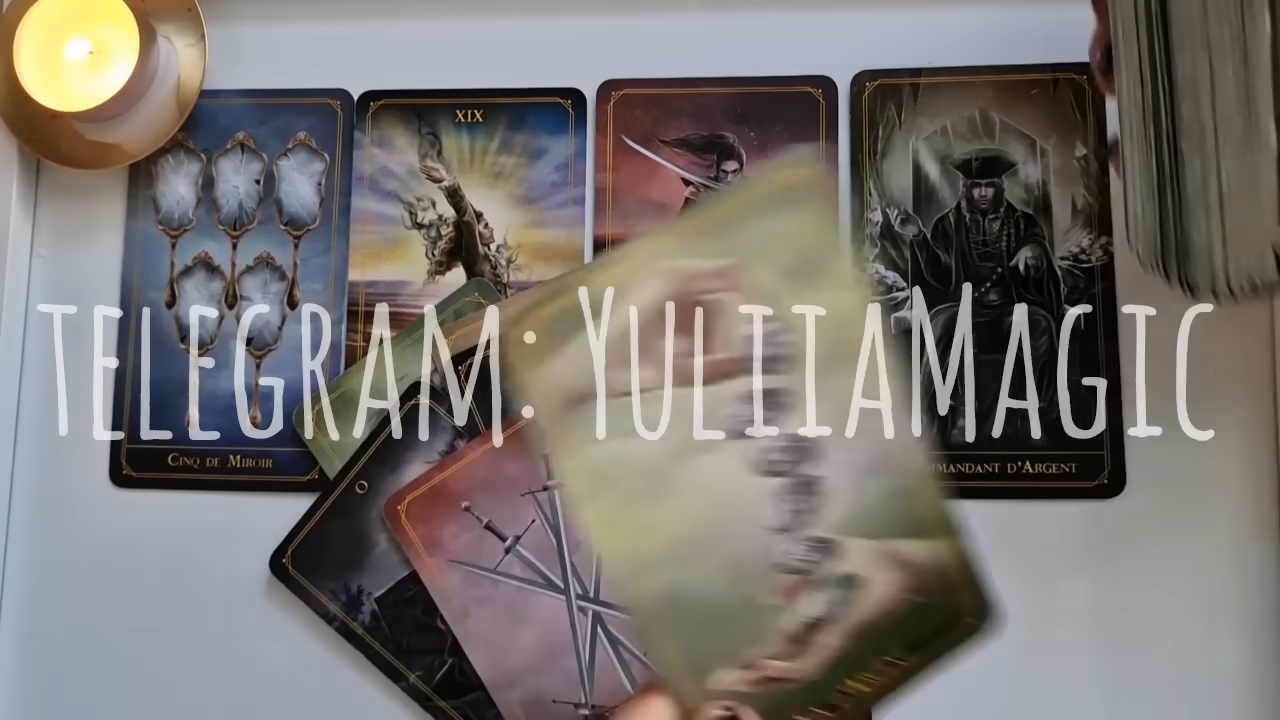 XIX
telegram: YuliiaMagic
Cinq de Miroir
mmandant d'Argent